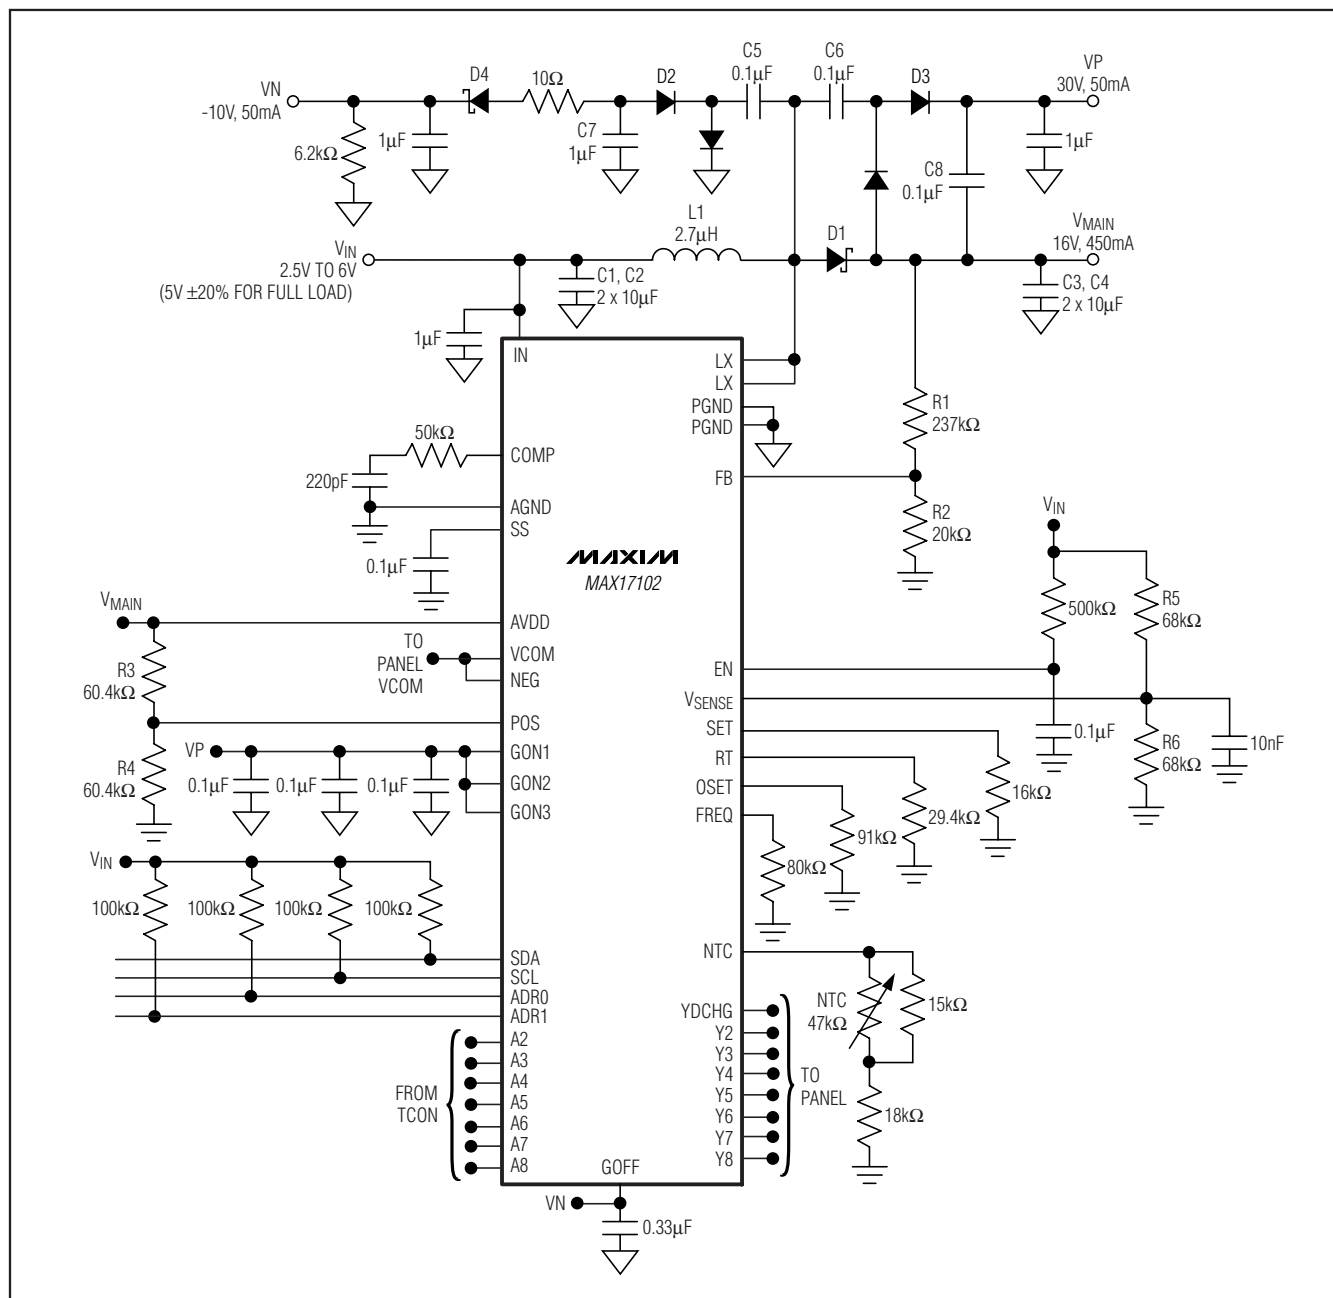 VN
-10V, 50mA
D4
10Ω
D2
C5
0.1µF
C6
0.1µF
D3
VP
30V, 50mA
6.2kΩ
1µF
C7
1µF
C8
0.1µF
1µF
VIN
2.5V TO 6V
(5V ±20% FOR FULL LOAD)
L1
2.7µH
D1
VMAIN
16V, 450mA
C1, C2
2 x 10µF
C3, C4
2 x 10µF
1µF
IN
LX
LX
PGND
PGND
R1
237kΩ
50kΩ
COMP
220pF
FB
AGND
SS
R2
20kΩ
0.1µF
MAXIM
MAX17102
VIN
500kΩ
R5
68kΩ
VMAIN
AVDD
R3
60.4kΩ
TO
PANEL
VCOM
VCOM
NEG
EN
VSENSE
POS
SET
0.1µF
R6
68kΩ
10nF
VP
GON1
RT
R4
60.4kΩ
0.1µF
0.1µF
0.1µF
GON2
OSET
16kΩ
GON3
FREQ
29.4kΩ
91kΩ
80kΩ
VIN
100kΩ
100kΩ
100kΩ
100kΩ
SDA
SCL
ADR0
ADR1
NTC
NTC
47kΩ
15kΩ
FROM
TCON
A2
A3
A4
A5
A6
A7
A8
YDCHG
Y2
Y3
Y4
Y5
Y6
Y7
Y8
TO
PANEL
18kΩ
GOFF
VN
0.33µF